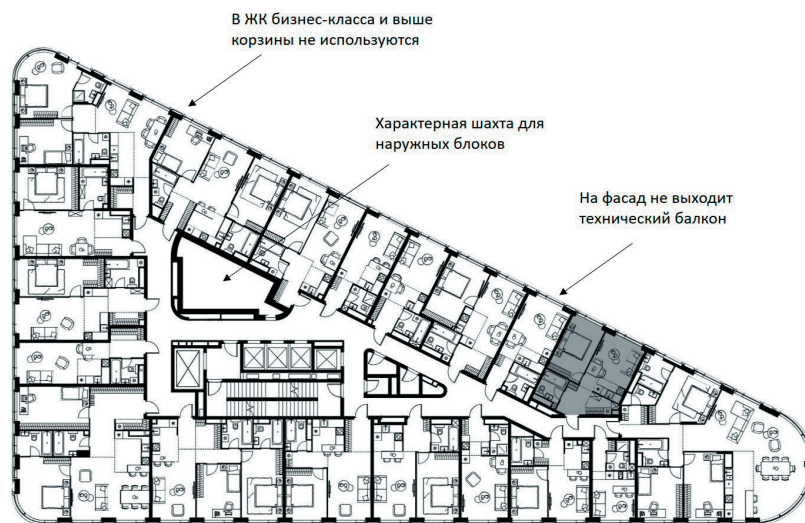 В ЖК бизнес-класса и выше
корзины не используются
Характерная шахта для
наружных блоков
На фасад не выходит
технический балкон